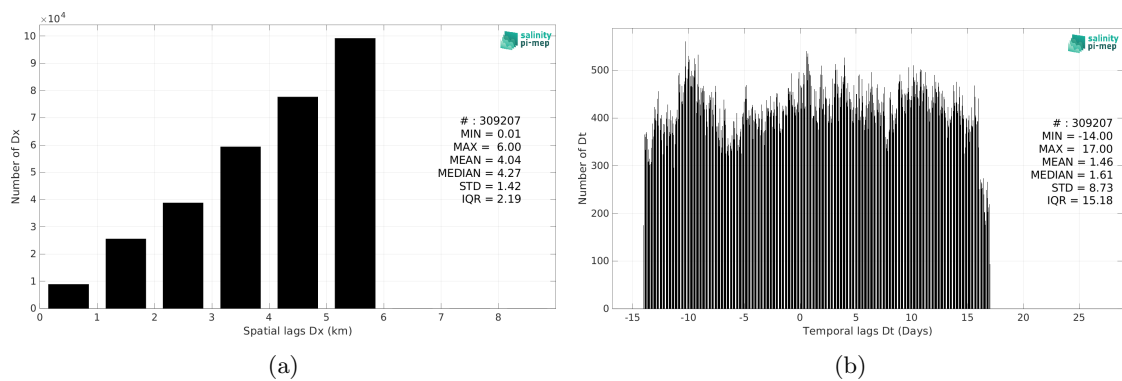 ×10⁴
10
9
8
7
6
5
4
3
2
1
0
Number of Dx
0 1 2 3 4 5 6 7 8
Spatial lags Dx (km)
salinity
pi-mep
# : 309207
MIN = 0.01
MAX = 6.00
MEAN = 4.04
MEDIAN = 4.27
STD = 1.42
IQR = 2.19
(a)
500
400
300
200
100
0
Number of Dt
-15 -10 -5 0 5 10 15 20 25
Temporal lags Dt (Days)
salinity
pi-mep
# : 309207
MIN = -14.00
MAX = 17.00
MEAN = 1.46
MEDIAN = 1.61
STD = 8.73
IQR = 15.18
(b)